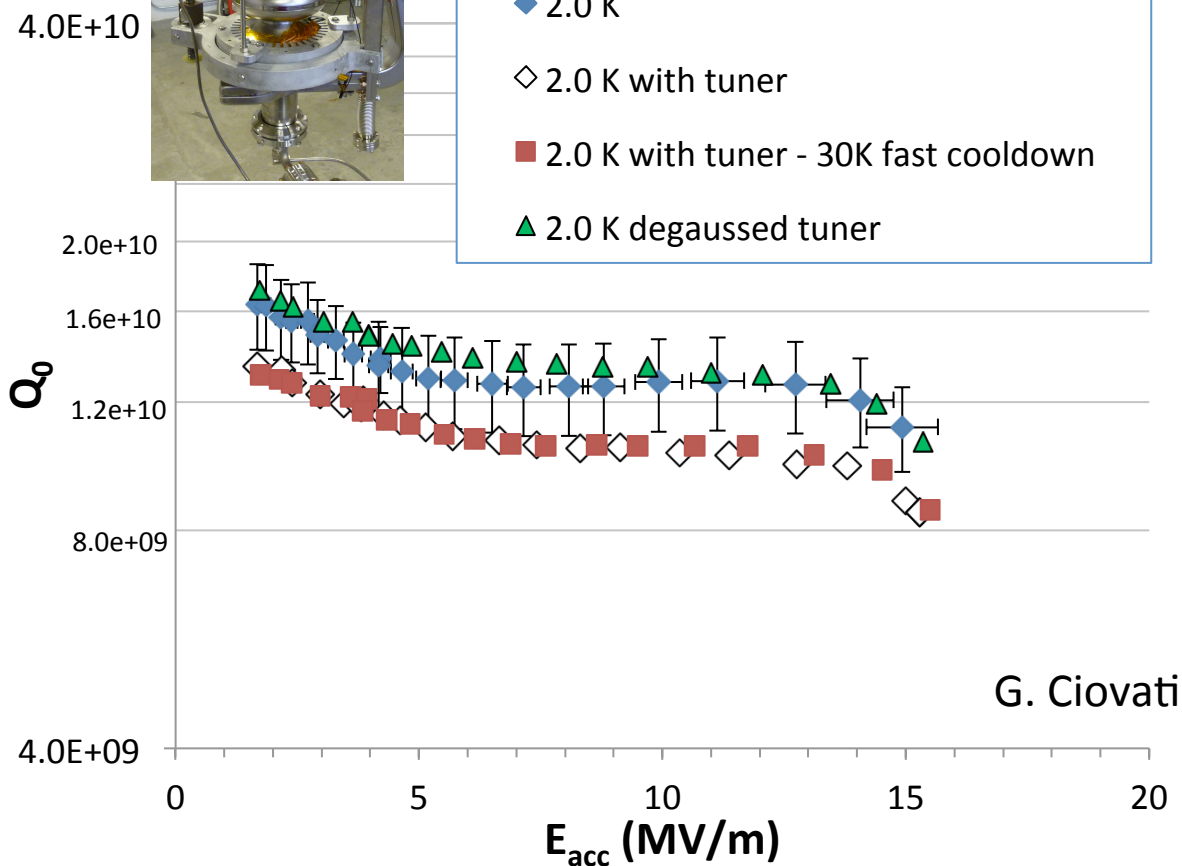 4.0E+10
2.0 K
2.0 K with tuner
2.0 K with tuner - 30K fast cooldown
2.0 K degaussed tuner
2.0e+10
1.6e+10
1.2e+10
8.0e+09
4.0E+09
Q₀
G. Ciovati
0 5 10 15 20
Eacc (MV/m)